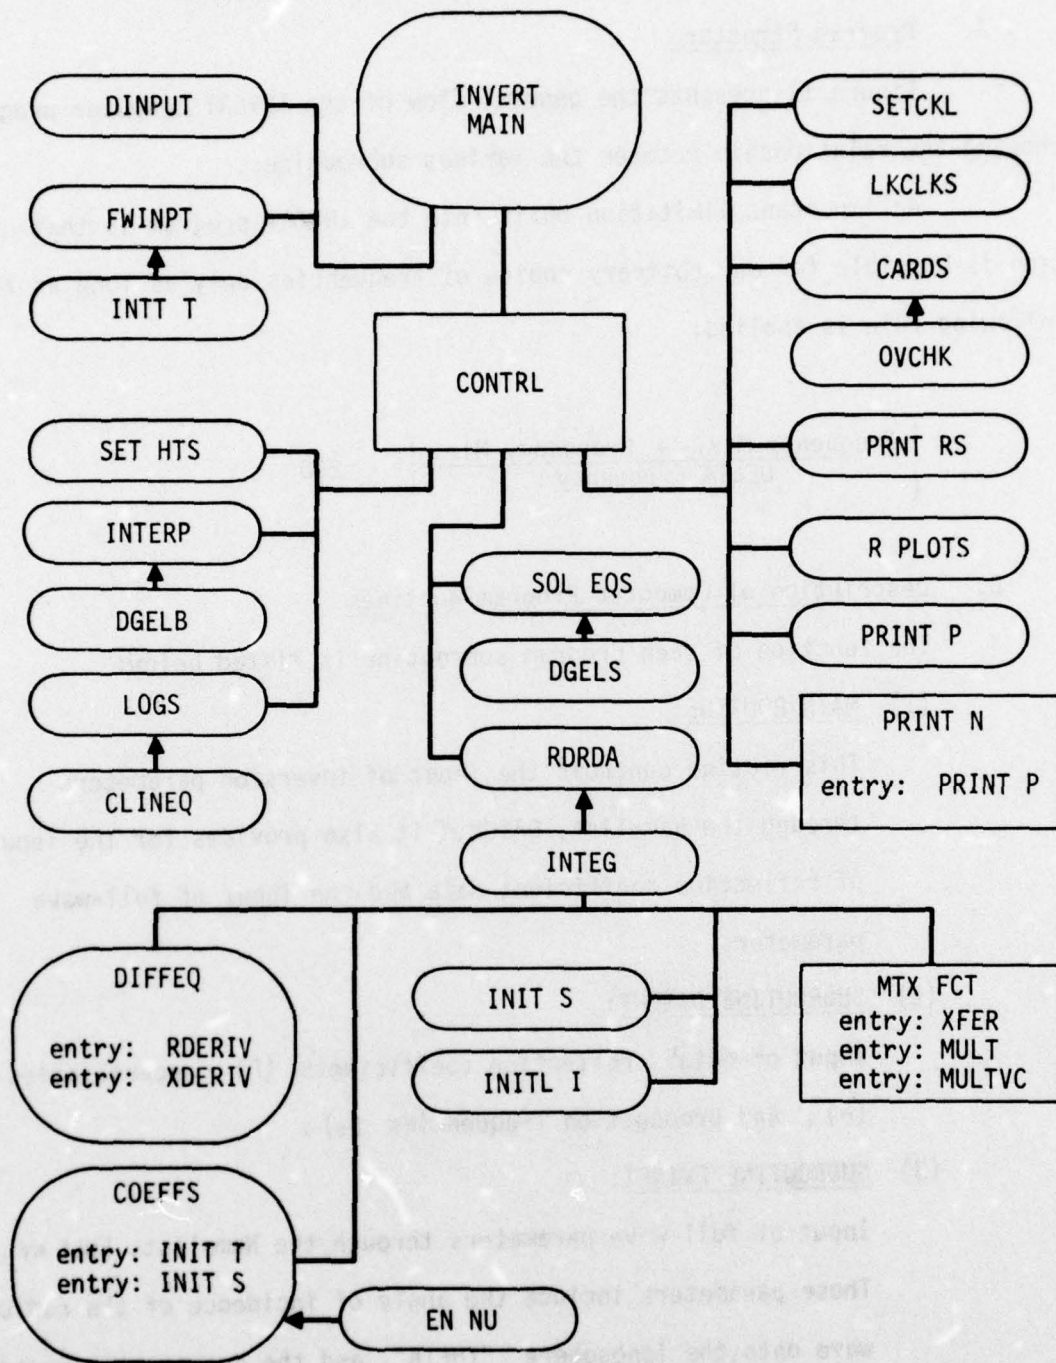 INVERT
MAIN
DINPUT
FWINPT
INTT T
SETCKL
LKCLKS
CARDS
OVCHK
CONTRL
SET HTS
INTERP
DGELB
LOGS
CLINEQ
SOL EQS
DGELS
RDRDA
INTEG
PRNT RS
R PLOTS
PRINT P
PRINT N
entry: PRINT P
DIFFEQ
entry: RDERIV
entry: XDERIV
INIT S
INITL I
MTX FCT
entry: XFER
entry: MULT
entry: MULTVC
COEFFS
entry: INIT T
entry: INIT S
EN NU